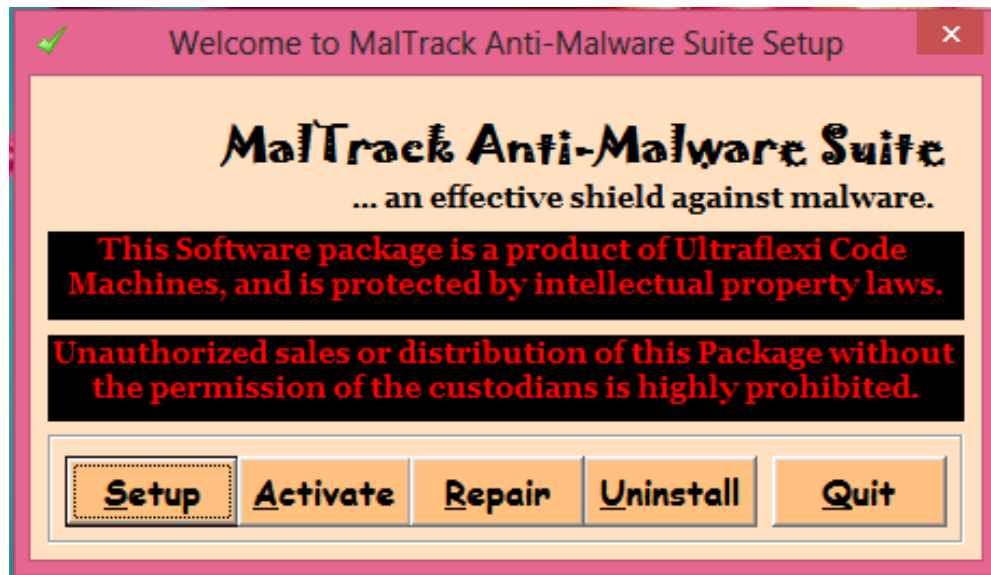 Welcome to MalTrack Anti-Malware Suite Setup
MalTrack Anti-Malware Suite
... an effective shield against malware.
This Software package is a product of Ultraflexi Code
Machines, and is protected by intellectual property laws.
Unauthorized sales or distribution of this Package without
the permission of the custodians is highly prohibited.
Setup Activate Repair Uninstall Quit